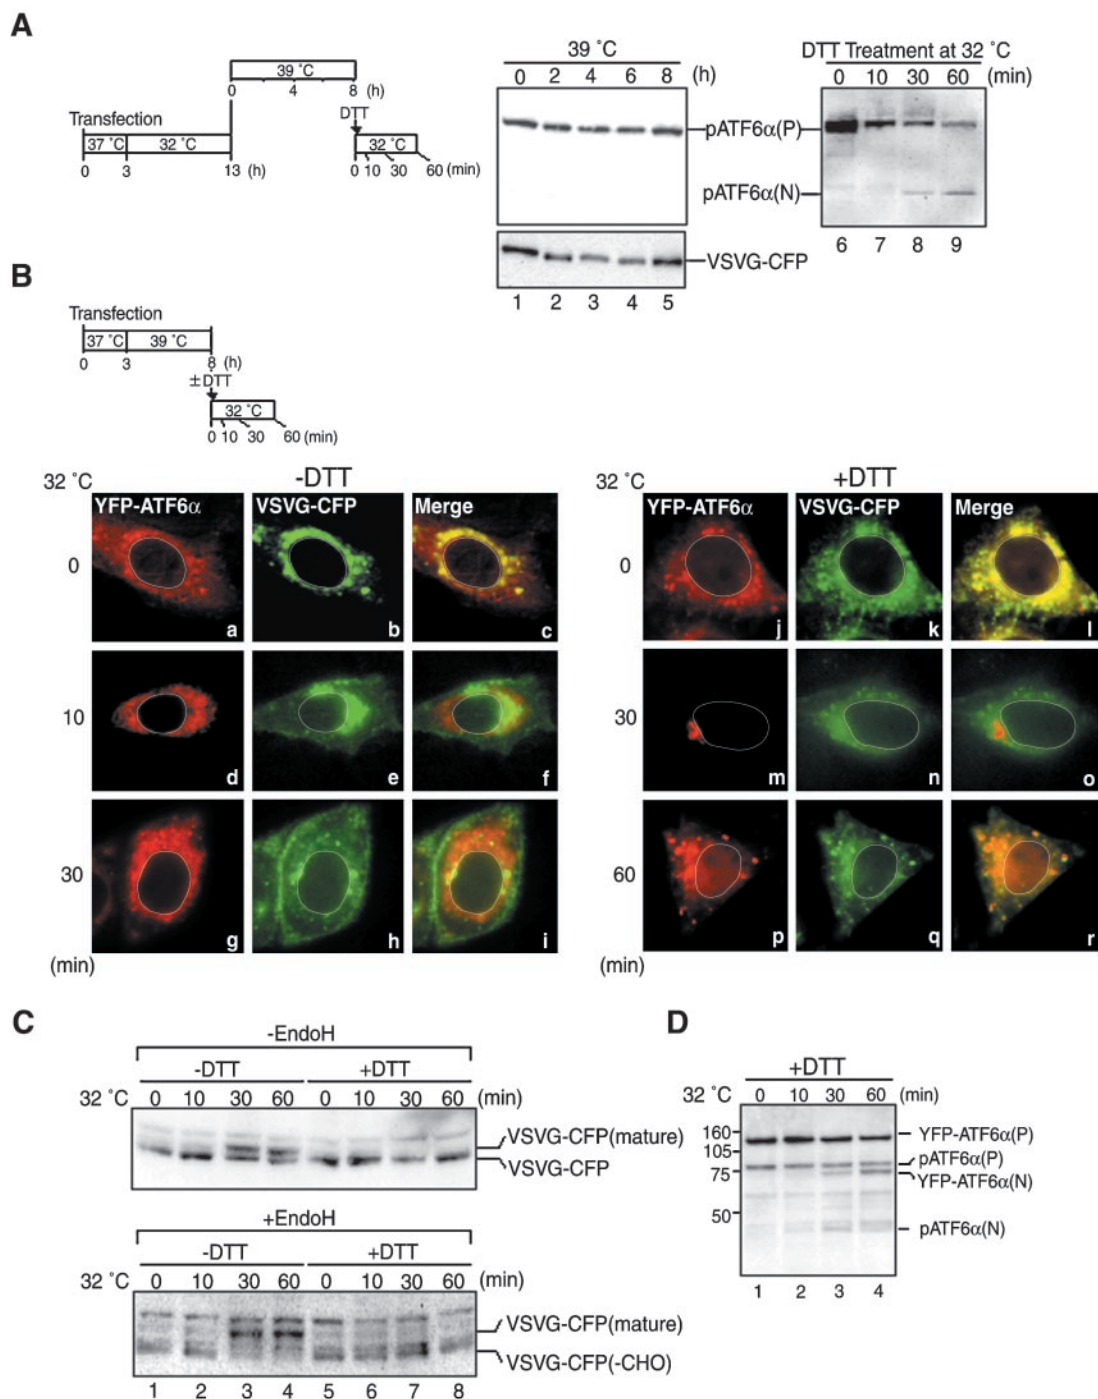 A
39 ˚C
0 4 8 (h)
Transfection
DTT
37 ˚C 32 ˚C
32 ˚C
0 3 13 (h)
0 10 30 60 (min)
39 ˚C
0 2 4 6 8 (h)
pATF6α(P)
pATF6α(N)
VSVG-CFP
1 2 3 4 5
DTT Treatment at 32 ˚C
0 10 30 60 (min)
6 7 8 9
B
Transfection
37 ˚C 39 ˚C
0 3 8 (h)
±DTT
32 ˚C
0 10 30 60 (min)
32 ˚C
-DTT
YFP-ATF6α VSVG-CFP Merge
0
a b c
10
d e f
30
g h i
(min)
32 ˚C
+DTT
YFP-ATF6α VSVG-CFP Merge
0
j k l
30
m n o
60
p q r
(min)
C
-EndoH
-DTT +DTT
32 ˚C 0 10 30 60 0 10 30 60 (min)
VSVG-CFP(mature)
VSVG-CFP
+EndoH
-DTT +DTT
32 ˚C 0 10 30 60 0 10 30 60 (min)
VSVG-CFP(mature)
VSVG-CFP(-CHO)
1 2 3 4 5 6 7 8
D
+DTT
32 ˚C 0 10 30 60 (min)
160
105
75
50
YFP-ATF6α(P)
pATF6α(P)
YFP-ATF6α(N)
pATF6α(N)
1 2 3 4